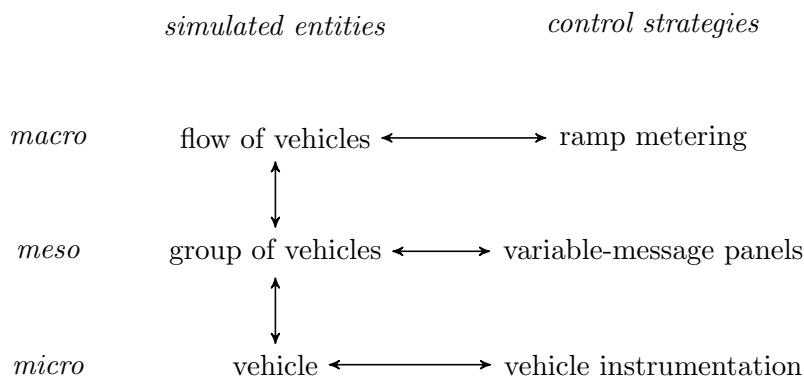 simulated entities control strategies
macro flow of vehicles ramp metering
meso group of vehicles variable-message panels
micro vehicle vehicle instrumentation